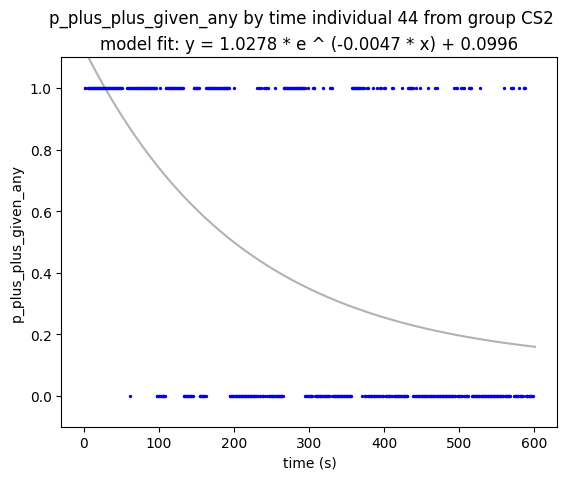 p_plus_plus_given_any by time individual 44 from group CS2
model fit: y = 1.0278 * e ^ (-0.0047 * x) + 0.0996
1.0
0.8
0.6
0.4
0.2
0.0
p_plus_plus_given_any
0 100 200 300 400 500 600
time (s)